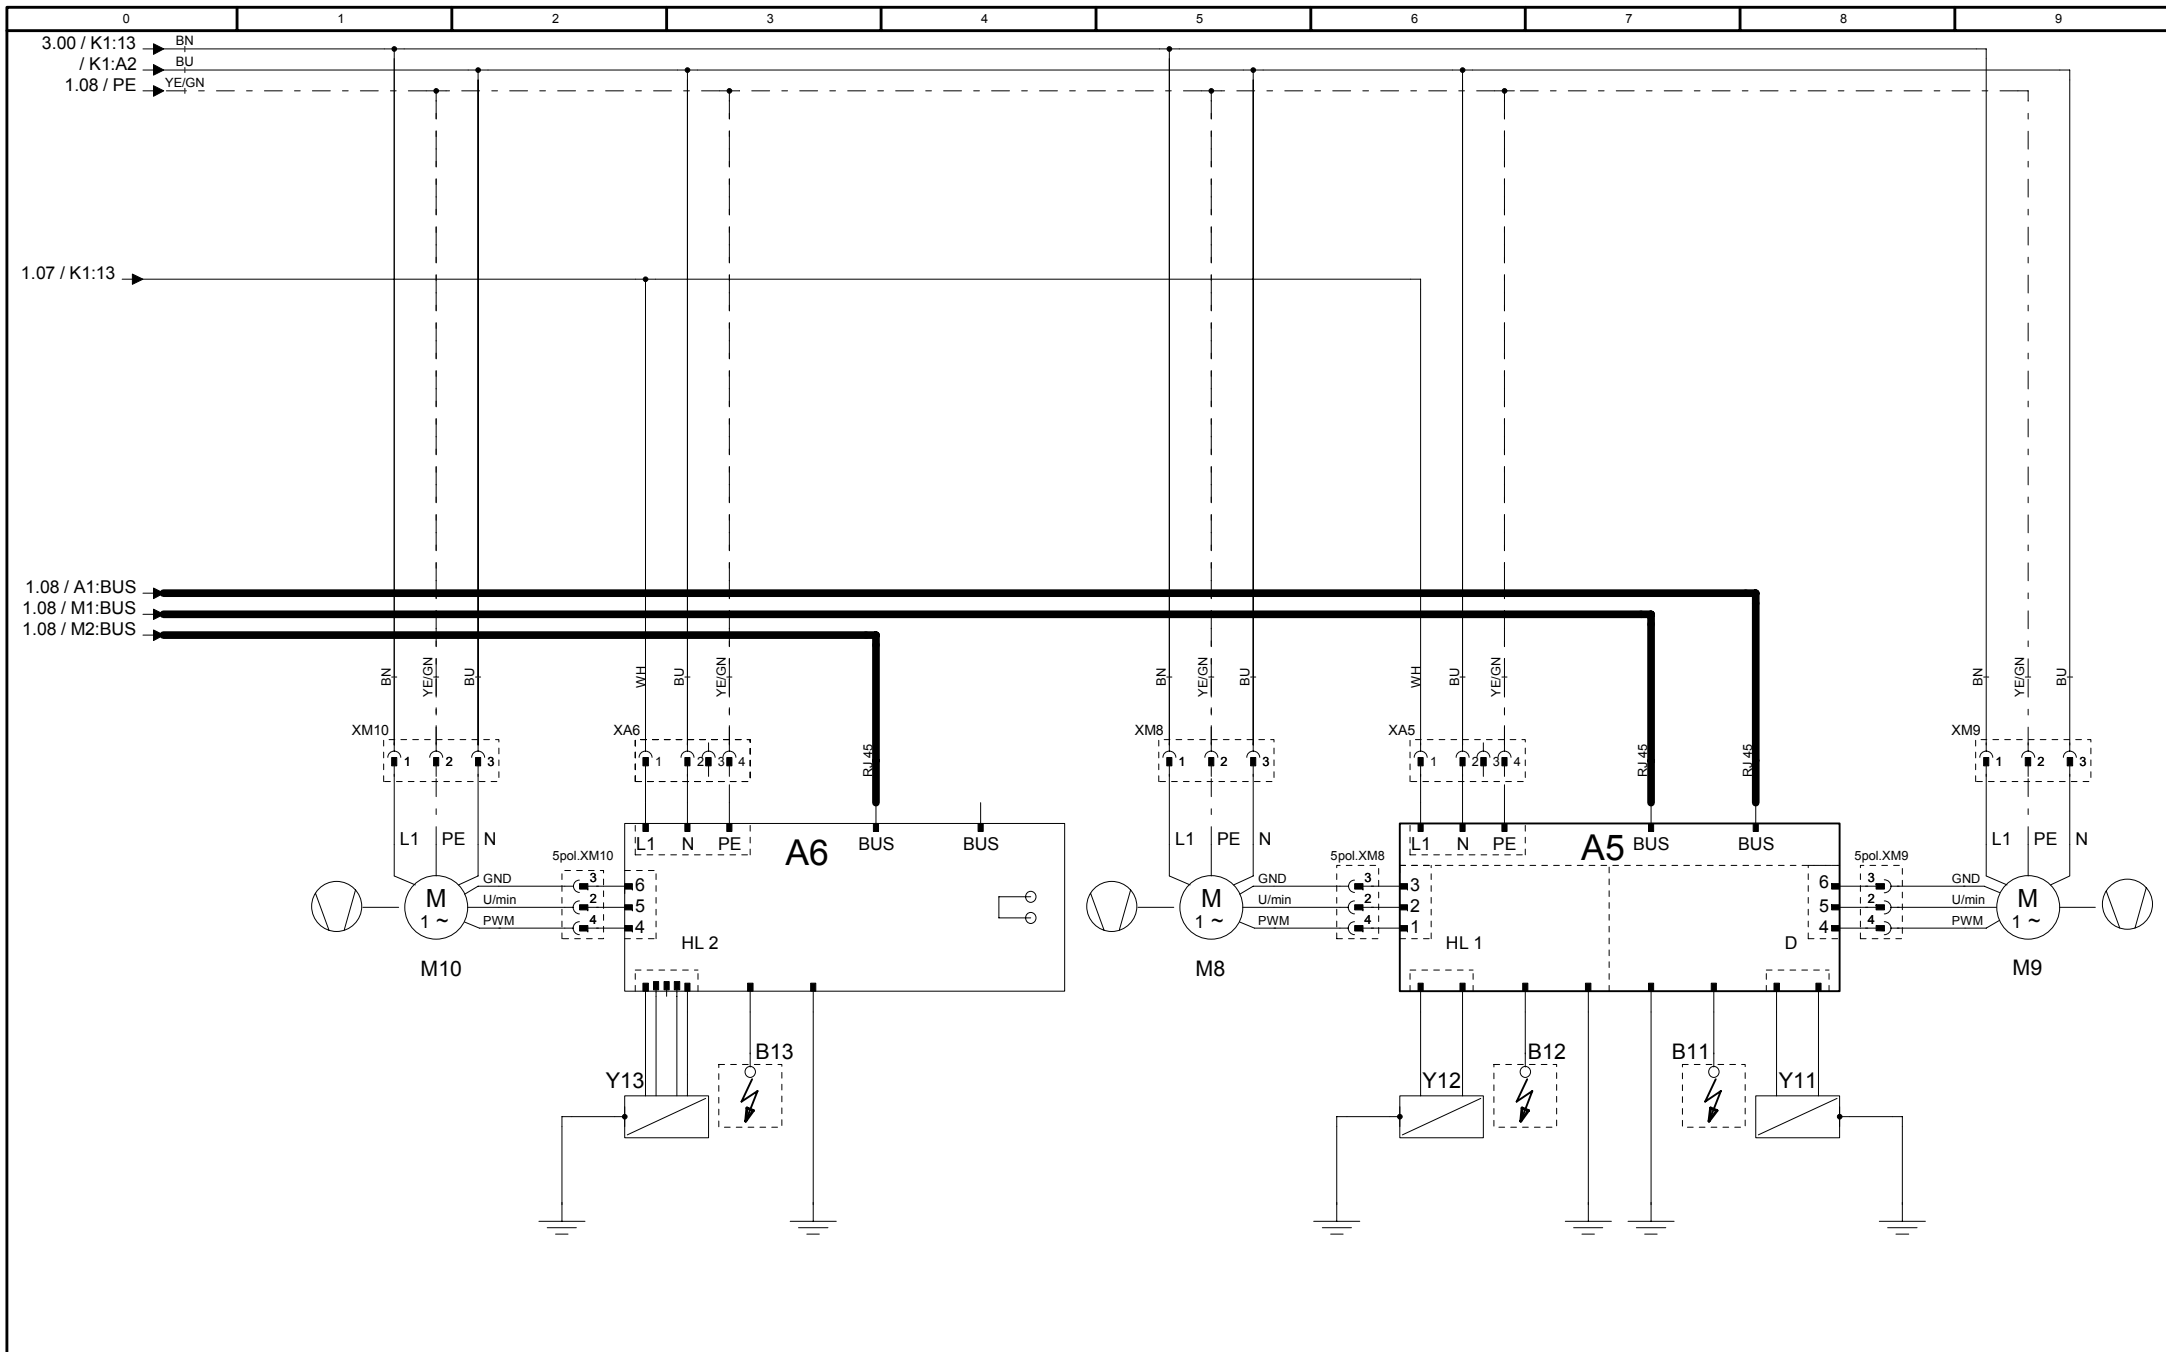 0 1 2 3 4 5 6 7 8 9
3.00 / K1:13 BN
/ K1:A2 BU
1.08 / PE YE/GN
1.07 / K1:13
1.08 / A1:BUS
1.08 / M1:BUS
1.08 / M2:BUS
BN YE/GN BU WH BU YE/GN BN YE/GN BU WH BU YE/GN BN YE/GN BU
XM10 XA6 XM8 XA5 XM9
RJ 45 RJ 45 RJ 45
1 2 3 1 2 3 4 1 2 3 1 2 3 4 1 2 3
L1 PE N L1 N PE A6 BUS BUS L1 PE N L1 N PE A5 BUS BUS L1 PE N
5pol.XM10 5pol.XM8 5pol.XM9
GND 3 6 GND 3 3 6 3 GND
M U/min 2 5 M U/min 2 2 5 2 U/min M
1 ~ PWM 4 4 1 ~ PWM 4 1 4 4 PWM 1 ~
HL 2 HL 1 D
M10 M8 M9
B13 B12 B11
Y13 Y12 Y11